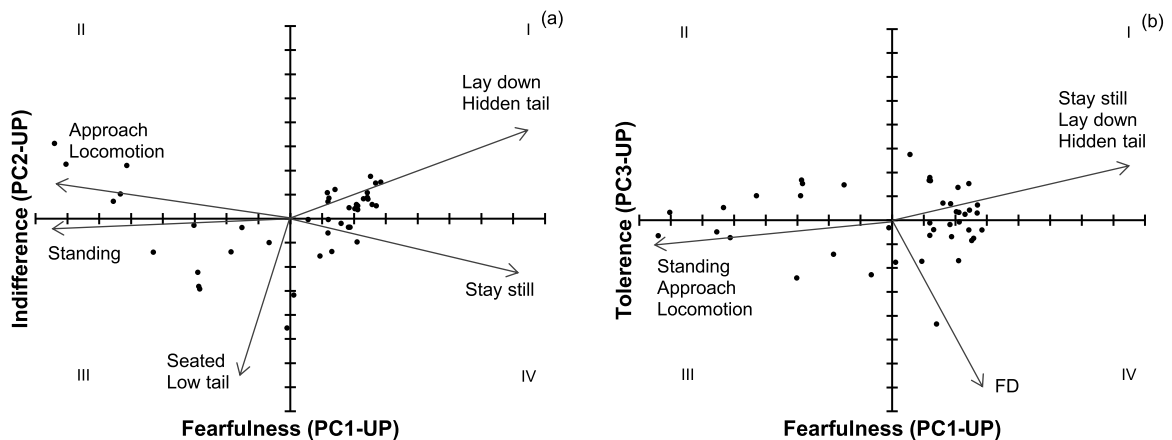 (a)
II
I
Lay down
Hidden tail
Approach
Locomotion
Indifference (PC2-UP)
Standing
Stay still
Seated
Low tail
III
IV
Fearfulness (PC1-UP)
(b)
II
I
Stay still
Lay down
Hidden tail
Tolerence (PC3-UP)
Standing
Approach
Locomotion
III
FD
IV
Fearfulness (PC1-UP)